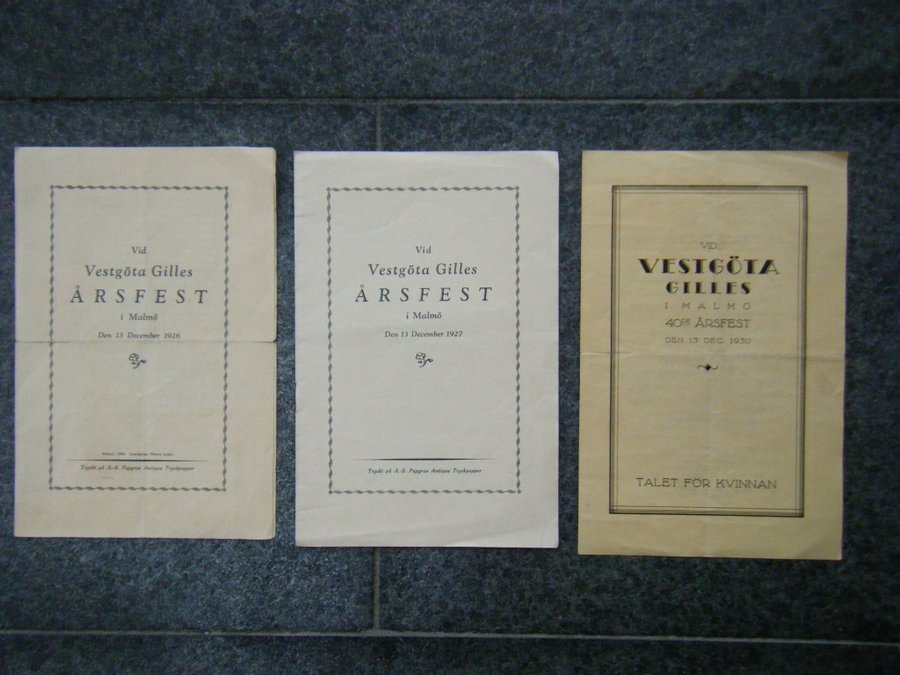 Vid
Vestgöta Gilles
ÅRSFEST
i Malmö
Den 13 December 1926
Tryckt på A.-B. Papyrus Antiqua Tryckpapper
Vid
Vestgöta Gilles
ÅRSFEST
i Malmö
Den 13 December 1927
Tryckt på A.-B. Papyrus Antiqua Tryckpapper
VID
VESTGÖTA
GILLES
I MALMÖ
40DE ÅRSFEST
DEN 13 DEC. 1930
TALET FÖR KVINNAN